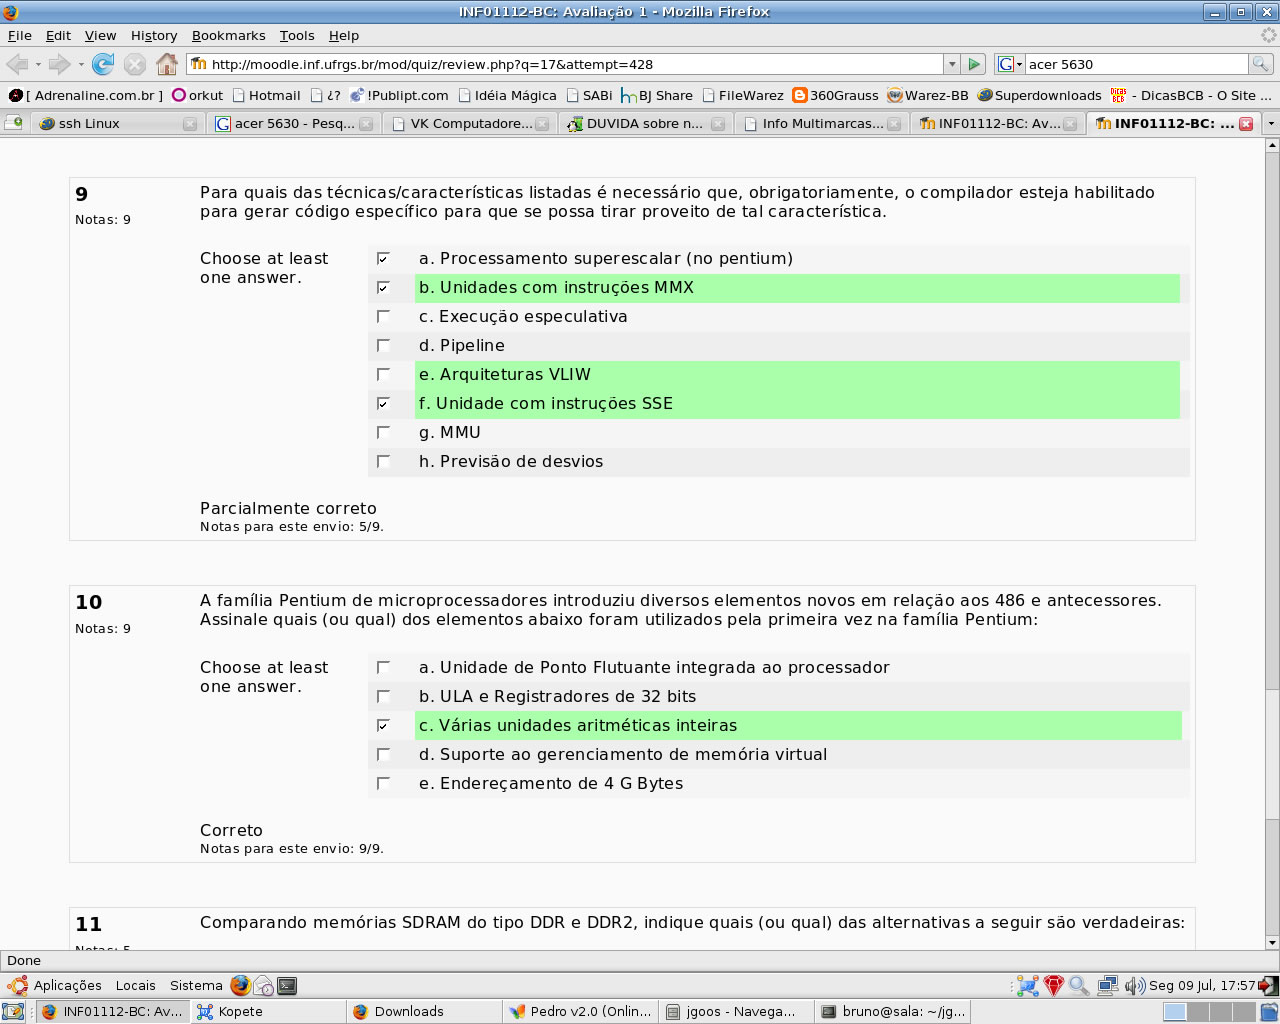 INF01112-BC: Avaliação 1 - Mozilla Firefox
File Edit View History Bookmarks Tools Help
http://moodle.inf.ufrgs.br/mod/quiz/review.php?q=17&attempt=428 acer 5630
[ Adrenaline.com.br ] orkut Hotmail ¿? !Publipt.com Idéia Mágica SABi BJ Share FileWarez 360Grauss Warez-BB Superdownloads - DicasBCB - O Site ...
ssh Linux acer 5630 - Pesq... VK Computadore... DUVIDA sobre n... Info Multimarcas... INF01112-BC: Av... INF01112-BC: ...
9
Notas: 9
Para quais das técnicas/características listadas é necessário que, obrigatoriamente, o compilador esteja habilitado
para gerar código específico para que se possa tirar proveito de tal característica.
Choose at least
one answer.
a. Processamento superescalar (no pentium)
b. Unidades com instruções MMX
c. Execução especulativa
d. Pipeline
e. Arquiteturas VLIW
f. Unidade com instruções SSE
g. MMU
h. Previsão de desvios
Parcialmente correto
Notas para este envio: 5/9.
10
Notas: 9
A família Pentium de microprocessadores introduziu diversos elementos novos em relação aos 486 e antecessores.
Assinale quais (ou qual) dos elementos abaixo foram utilizados pela primeira vez na família Pentium:
Choose at least
one answer.
a. Unidade de Ponto Flutuante integrada ao processador
b. ULA e Registradores de 32 bits
c. Várias unidades aritméticas inteiras
d. Suporte ao gerenciamento de memória virtual
e. Endereçamento de 4 G Bytes
Correto
Notas para este envio: 9/9.
11
Notas: 5
Comparando memórias SDRAM do tipo DDR e DDR2, indique quais (ou qual) das alternativas a seguir são verdadeiras:
Done
Aplicações Locais Sistema Seg 09 Jul, 17:57
INF01112-BC: Av... Kopete Downloads Pedro v2.0 (Onlin... jgoos - Navega... bruno@sala: ~/jg...